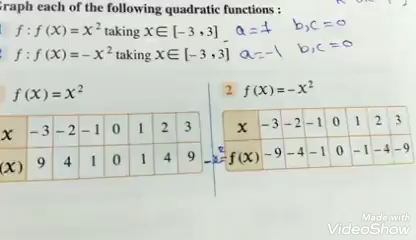 Graph each of the following quadratic functions :
f : f(x) = x² taking x ∈ [-3 , 3] a=1 b,c=0
f : f(x) = -x² taking x ∈ [-3 , 3] a=-1 b,c=0
f(x) = x²
x -3 -2 -1 0 1 2 3
(x) 9 4 1 0 1 4 9
2 f(x) = -x²
x -3 -2 -1 0 1 2 3
f(x) -9 -4 -1 0 -1 -4 -9
Made with
VideoShow